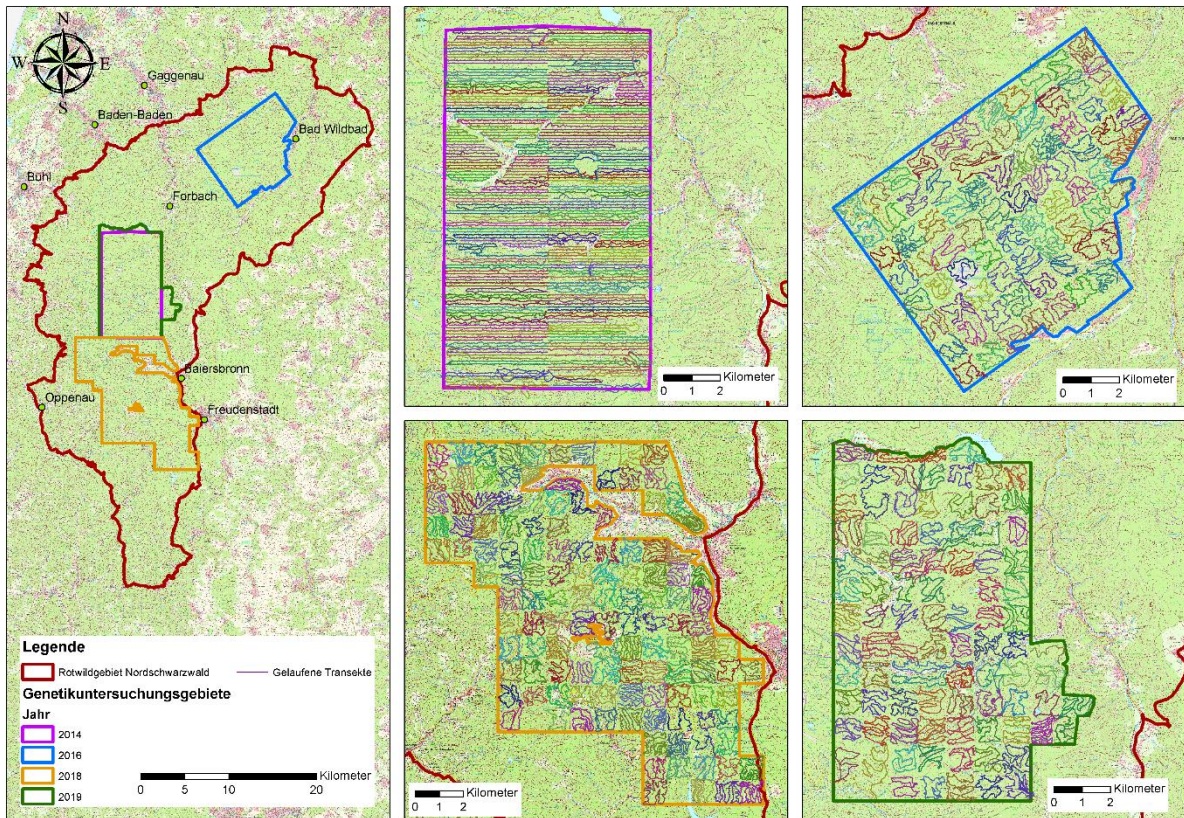 N
W E
S
Gaggenau
Baden-Baden
Bad Wildbad
Bühl
Forbach
Baiersbronn
Oppenau
Freudenstadt
Legende
Rotwildgebiet Nordschwarzwald
Gelaufene Transekte
Genetikuntersuchungsgebiete
Jahr
2014
2016
2018
2019
Kilometer
0 5 10 20
Kilometer
0 1 2
Kilometer
0 1 2
Kilometer
0 1 2
Kilometer
0 1 2